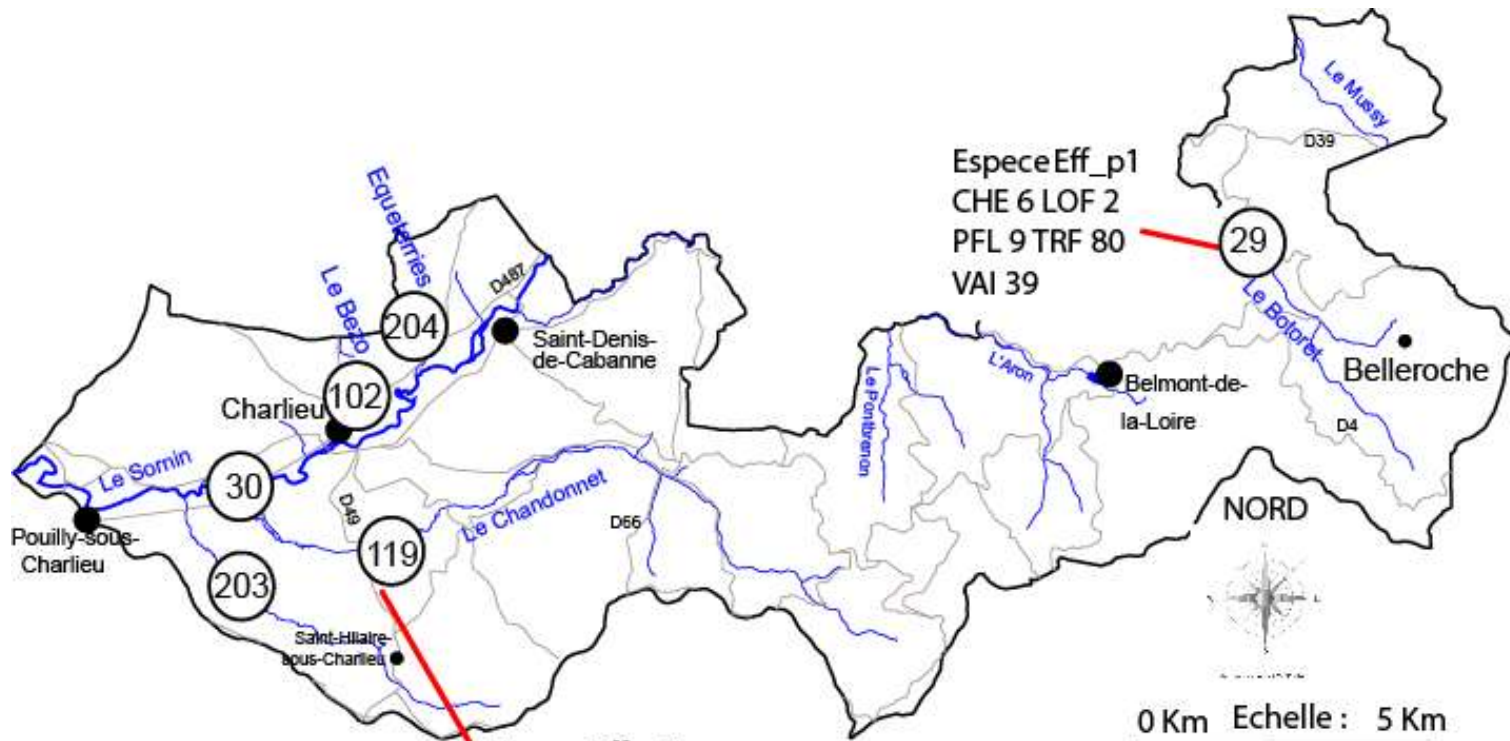 Le Mussy
D39
Espece Eff_p1
CHE 6 LOF 2
PFL 9 TRF 80
VAI 39
29
Equeterries
D487
Le Bezo
204
Saint-Denis-
de-Cabanne
Le Botoret
Belleroche
L'Aron
Belmont-de-
la-Loire
Le Pontbrenon
102
Charlieu
D4
Le Sornin
30
D49
Le Chandonnet
D66
NORD
Pouilly-sous-
Charlieu
119
203
Saint-Hilaire-
sous-Charlieu
0 Km Echelle : 5 Km